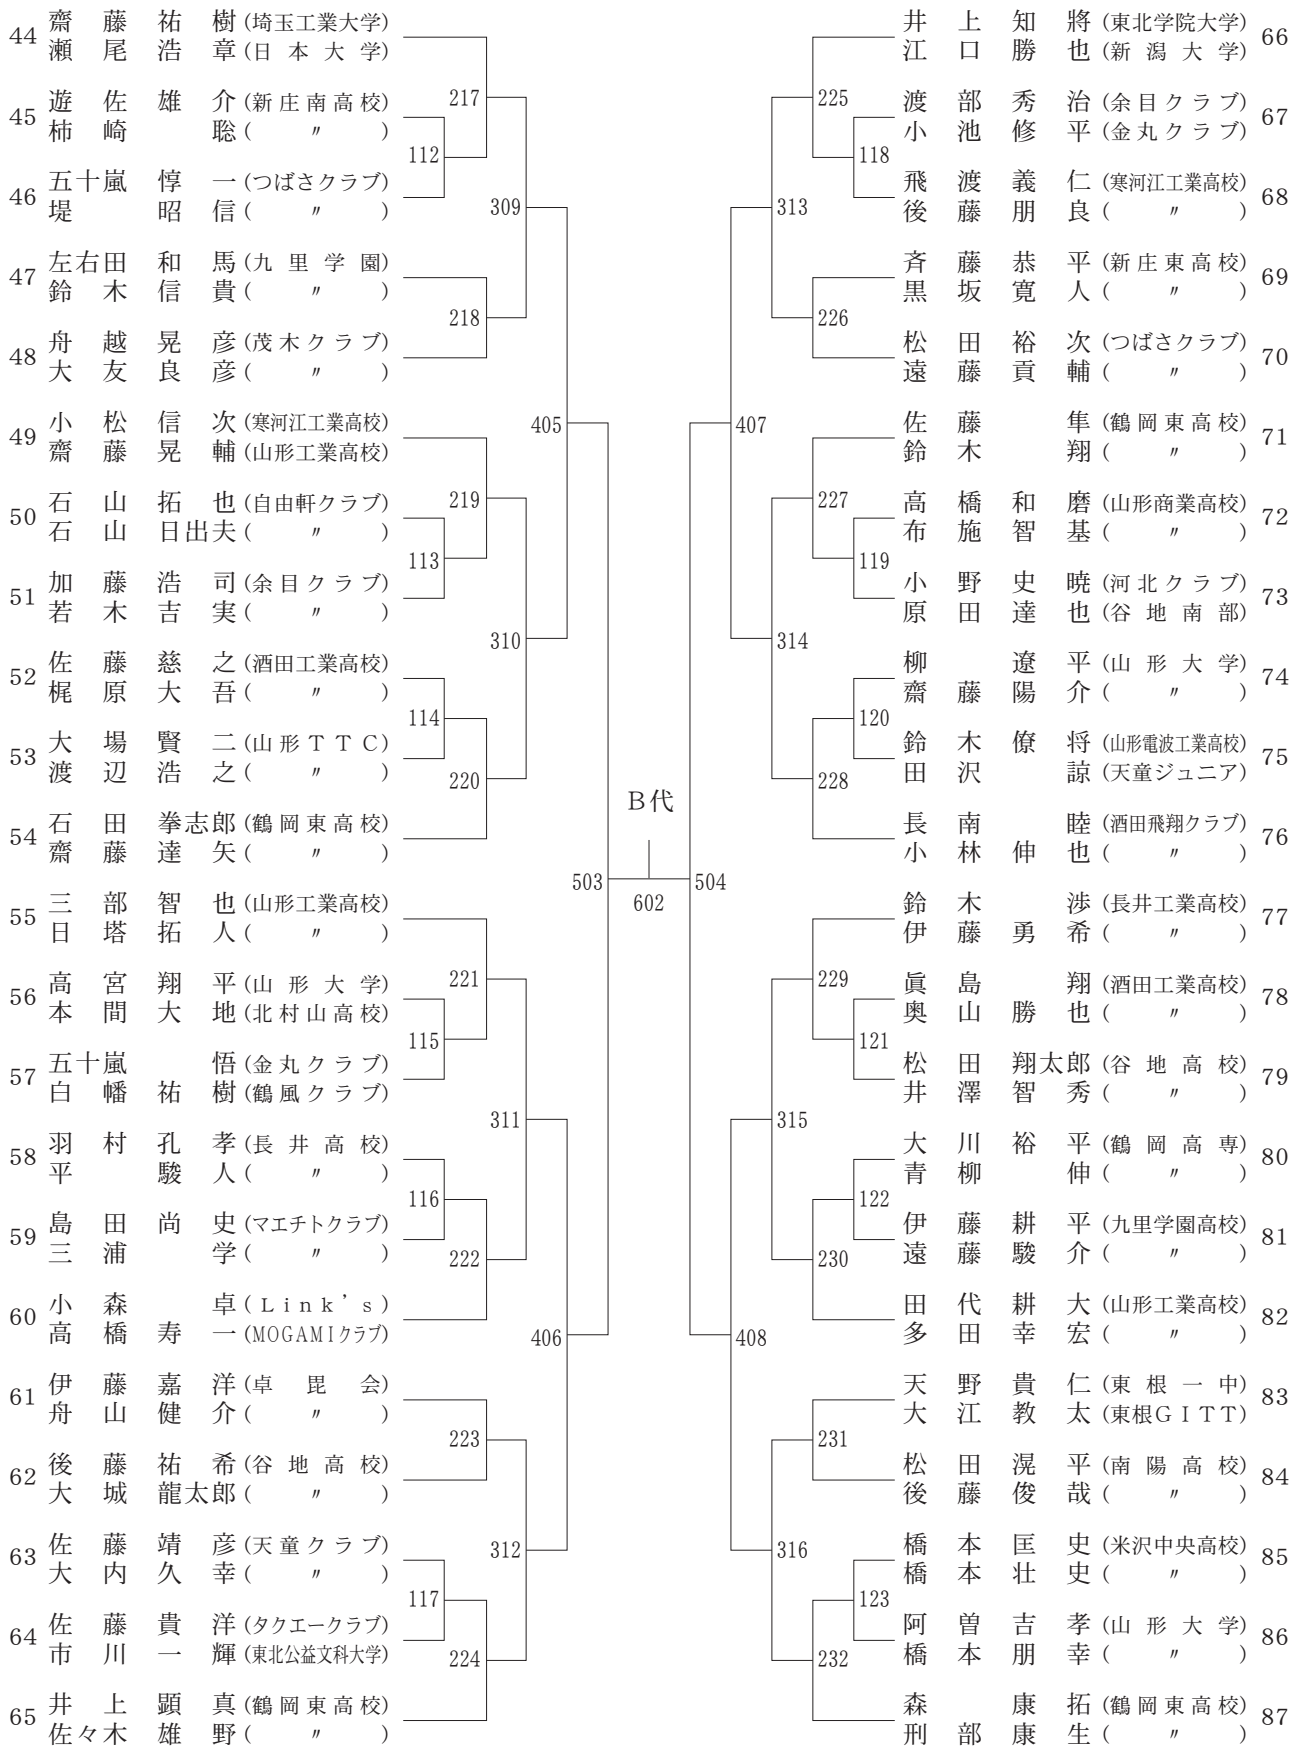 44 齋藤祐樹(埼玉工業大学)
瀬尾浩章(日本大学)
217
45 遊佐雄介(新庄南高校)
柿崎聡(〃)
112
46 五十嵐惇一(つばさクラブ)
堤昭信(〃)
309
47 左右田和馬(九里学園)
鈴木信貴(〃)
218
48 舟越晃彦(茂木クラブ)
大友良彦(〃)
405
49 小松信次(寒河江工業高校)
齋藤晃輔(山形工業高校)
219
50 石山拓也(自由軒クラブ)
石山日出夫(〃)
113
51 加藤浩司(余目クラブ)
若木吉実(〃)
310
52 佐藤慈之(酒田工業高校)
梶原大吾(〃)
114
53 大場賢二(山形TTC)
渡辺浩之(〃)
220
54 石田拳志郎(鶴岡東高校)
齋藤達矢(〃)
503
55 三部智也(山形工業高校)
日塔拓人(〃)
221
56 高宮翔平(山形大学)
本間大地(北村山高校)
115
57 五十嵐悟(金丸クラブ)
白幡祐樹(鶴風クラブ)
311
58 羽村孔孝(長井高校)
平駿人(〃)
116
59 島田尚史(マエチトクラブ)
三浦学(〃)
222
60 小森卓(Link's)
高橋寿一(MOGAMIクラブ)
406
61 伊藤嘉洋(卓毘会)
舟山健介(〃)
223
62 後藤祐希(谷地高校)
大城龍太郎(〃)
312
63 佐藤靖彦(天童クラブ)
大内久幸(〃)
117
64 佐藤貴洋(タクエークラブ)
市川一輝(東北公益文科大学)
224
65 井上顕真(鶴岡東高校)
佐々木雄野(〃)
B代
602
井上知將(東北学院大学) 66
江口勝也(新潟大学)
225
渡部秀治(余目クラブ) 67
小池修平(金丸クラブ)
118
飛渡義仁(寒河江工業高校) 68
後藤朋良(〃)
313
斉藤恭平(新庄東高校) 69
黒坂寛人(〃)
226
松田裕次(つばさクラブ) 70
遠藤貢輔(〃)
407
佐藤隼(鶴岡東高校) 71
鈴木翔(〃)
227
高橋和磨(山形商業高校) 72
布施智基(〃)
119
小野史暁(河北クラブ) 73
原田達也(谷地南部)
314
柳遼平(山形大学) 74
齋藤陽介(〃)
120
鈴木僚将(山形電波工業高校) 75
田沢諒(天童ジュニア)
228
長南睦(酒田飛翔クラブ) 76
小林伸也(〃)
504
鈴木渉(長井工業高校) 77
伊藤勇希(〃)
229
眞島翔(酒田工業高校) 78
奥山勝也(〃)
121
松田翔太郎(谷地高校) 79
井澤智秀(〃)
315
大川裕平(鶴岡高専) 80
青柳伸(〃)
122
伊藤耕平(九里学園高校) 81
遠藤駿介(〃)
230
田代耕大(山形工業高校) 82
多田幸宏(〃)
408
天野貴仁(東根一中) 83
大江教太(東根GITT)
231
松田滉平(南陽高校) 84
後藤俊哉(〃)
316
橋本匡史(米沢中央高校) 85
橋本壮史(〃)
123
阿曽吉孝(山形大学) 86
橋本朋幸(〃)
232
森康拓(鶴岡東高校) 87
刑部康生(〃)